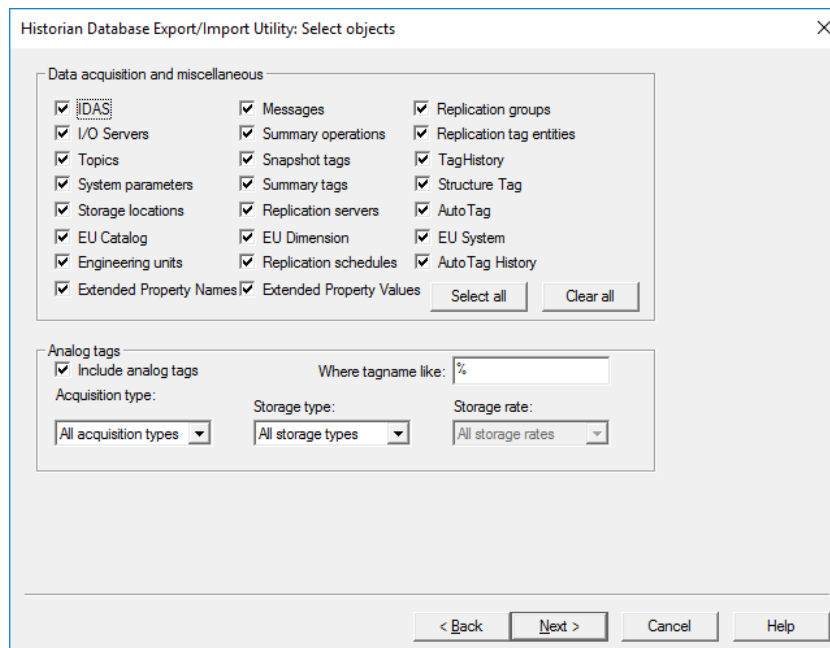 Historian Database Export/Import Utility: Select objects
Data acquisition and miscellaneous
IDAS Messages Replication groups
I/O Servers Summary operations Replication tag entities
Topics Snapshot tags TagHistory
System parameters Summary tags Structure Tag
Storage locations Replication servers AutoTag
EU Catalog EU Dimension EU System
Engineering units Replication schedules AutoTag History
Extended Property Names Extended Property Values Select all Clear all
Analog tags
Include analog tags Where tagname like: %
Acquisition type: Storage type: Storage rate:
All acquisition types All storage types All storage rates
< Back Next > Cancel Help